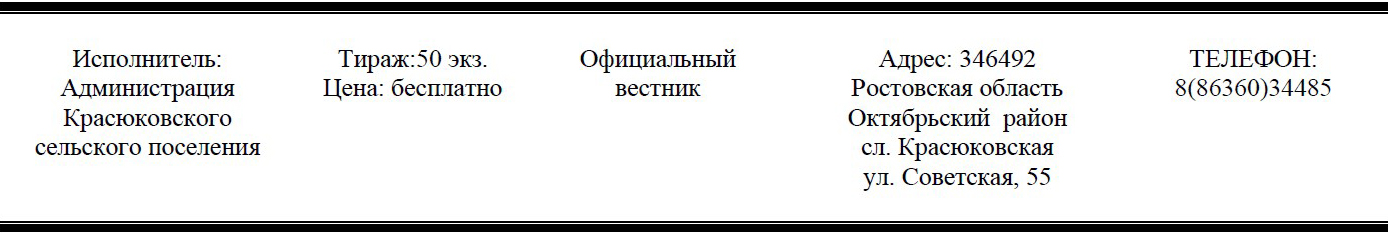 Исполнитель:
Администрация
Красюковского
сельского поселения
Тираж:50 экз.
Цена: бесплатно
Официальный
вестник
Адрес: 346492
Ростовская область
Октябрьский  район
сл. Красюковская
ул. Советская, 55
ТЕЛЕФОН:
8(86360)34485